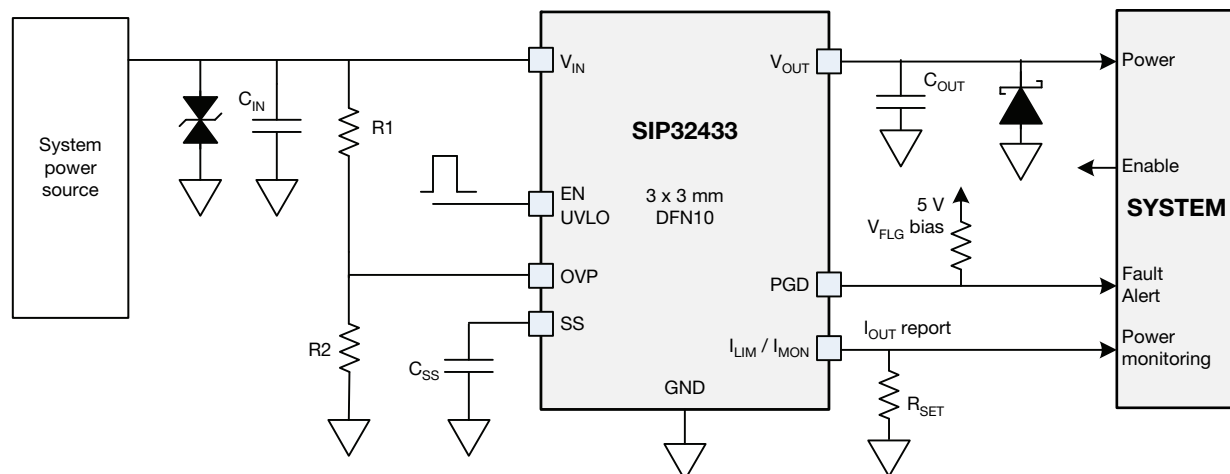 System
power
source
C_IN
R1
R2
V_IN
EN
UVLO
OVP
SS
C_SS
SIP32433
3 x 3 mm
DFN10
GND
V_OUT
PGD
I_LIM / I_MON
C_OUT
5 V
V_FLG bias
I_OUT report
R_SET
Power
Enable
SYSTEM
Fault
Alert
Power
monitoring